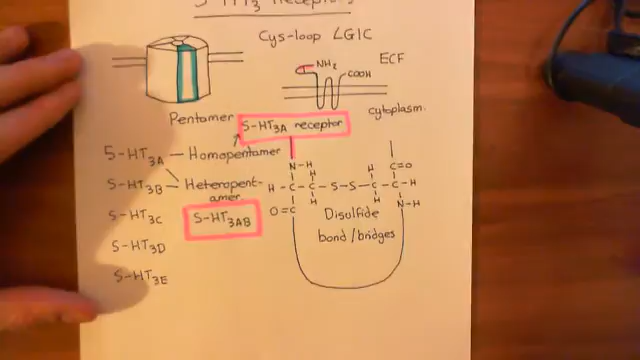 5-HT3 Receptors
Cys-loop LGIC
NH2
COOH
ECF
cytoplasm.
Pentamer
5-HT3A receptor
5-HT3A — Homopentamer
5-HT3B — Heteropent-
amer
5-HT3C
5-HT3AB
5-HT3D
5-HT3E
N-H
H
H-C-C-S-S-C-C-H
H
O=C
H
C=O
H
N-H
Disulfide
bond/bridges